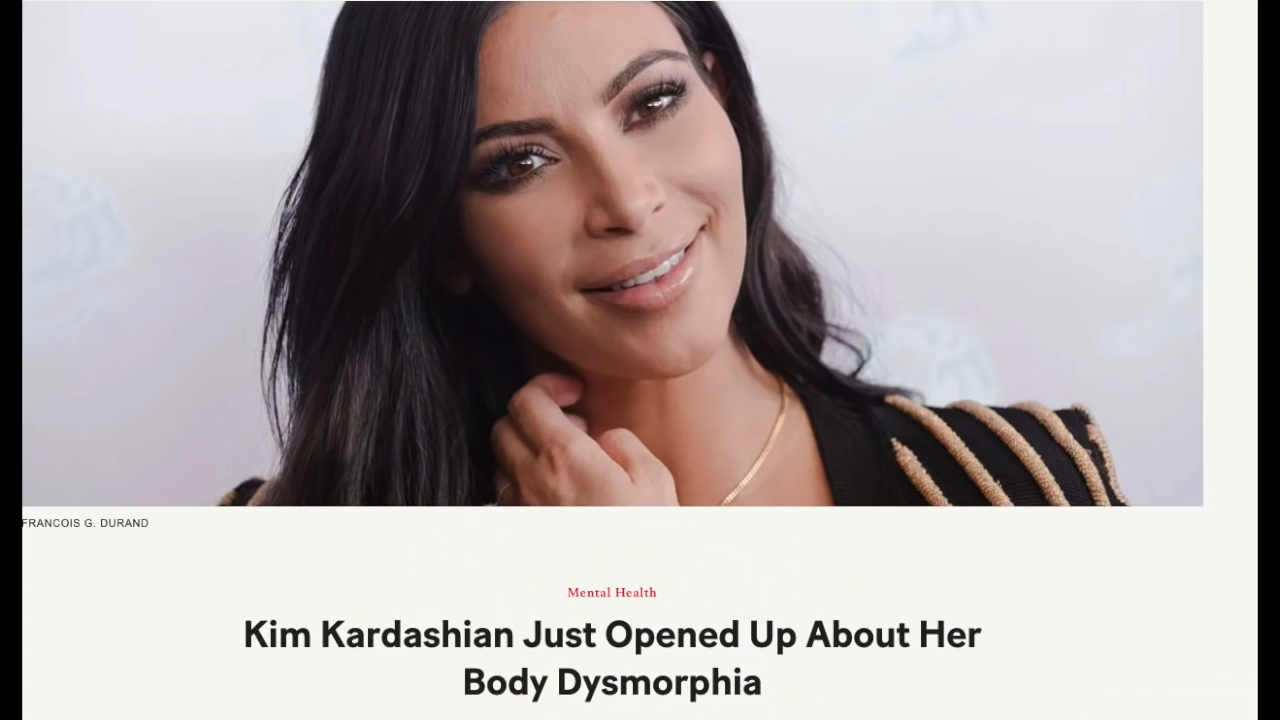 FRANCOIS G. DURAND
Mental Health
Kim Kardashian Just Opened Up About Her
Body Dysmorphia